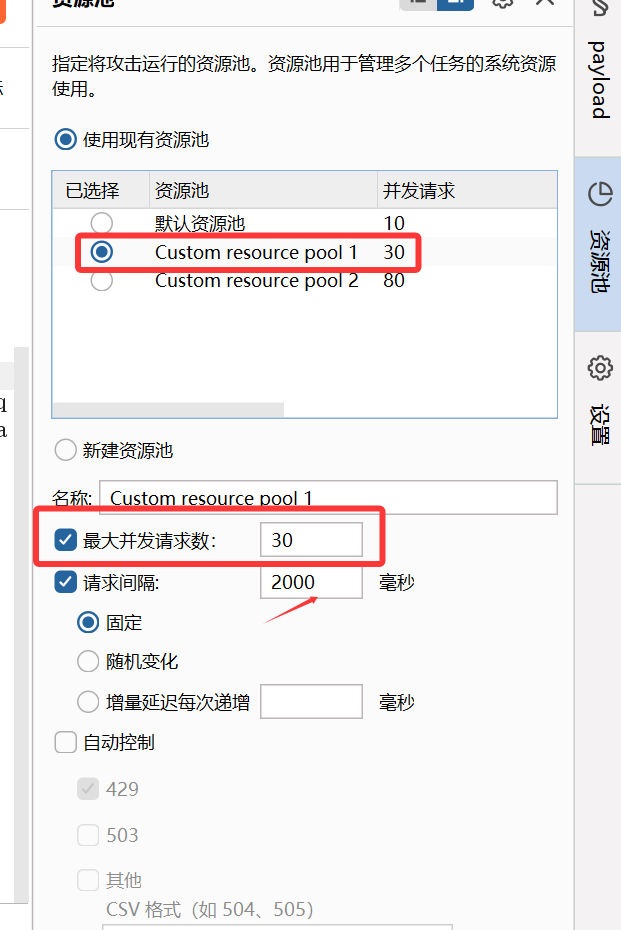 资源池
payload
指定将攻击运行的资源池。资源池用于管理多个任务的系统资源
使用。
使用现有资源池
已选择 资源池 并发请求
默认资源池 10
Custom resource pool 1 30
Custom resource pool 2 80
资源池
设置
新建资源池
名称: Custom resource pool 1
最大并发请求数: 30
请求间隔: 2000 毫秒
固定
随机变化
增量延迟每次递增 毫秒
自动控制
429
503
其他
CSV 格式（如 504、505）
q
a